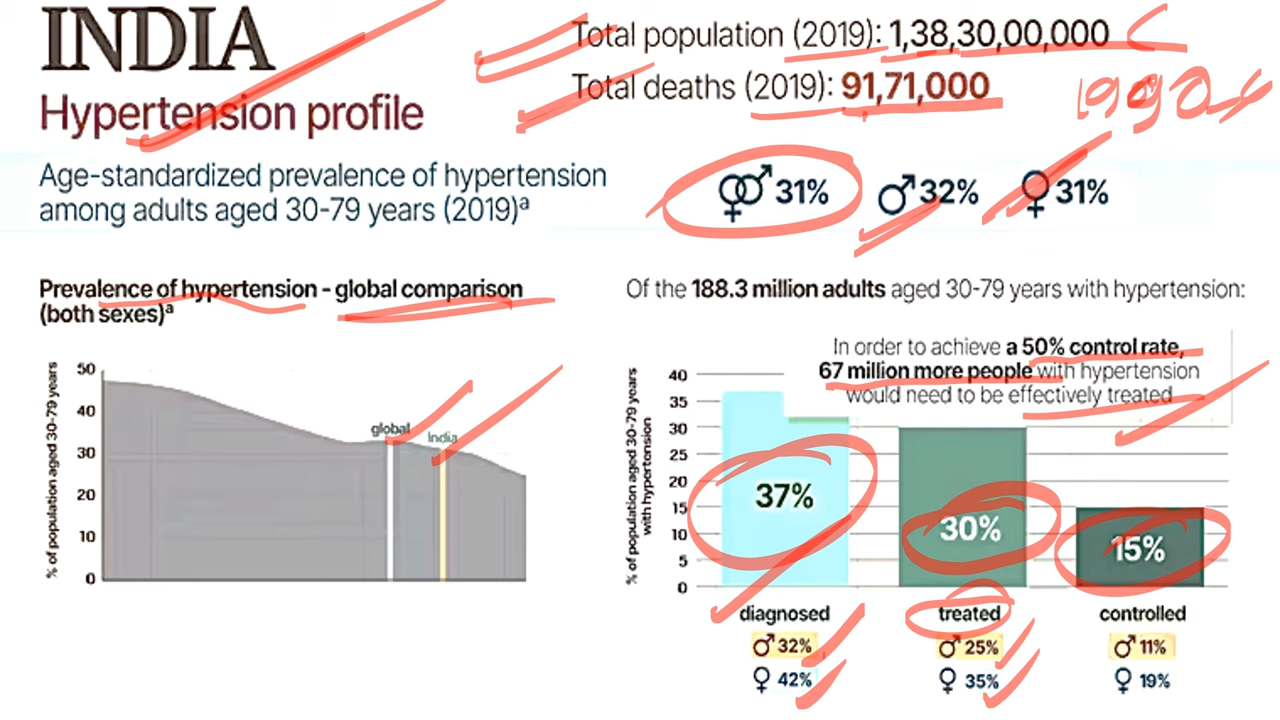 INDIA
Hypertension profile
Total population (2019): 1,38,30,00,000
Total deaths (2019): 91,71,000
Age-standardized prevalence of hypertension
among adults aged 30-79 years (2019)ᵃ
31%
♂ 32%
♀ 31%
Prevalence of hypertension - global comparison
(both sexes)ᵃ
% of population aged 30-79 years
50
40
30
20
10
0
global
India
Of the 188.3 million adults aged 30-79 years with hypertension:
In order to achieve a 50% control rate,
67 million more people with hypertension
would need to be effectively treated
% of population aged 30-79 years
with hypertension
40
35
30
25
20
15
10
5
0
37%
30%
15%
diagnosed
treated
controlled
♂ 32%
♂ 25%
♂ 11%
♀ 42%
♀ 35%
♀ 19%